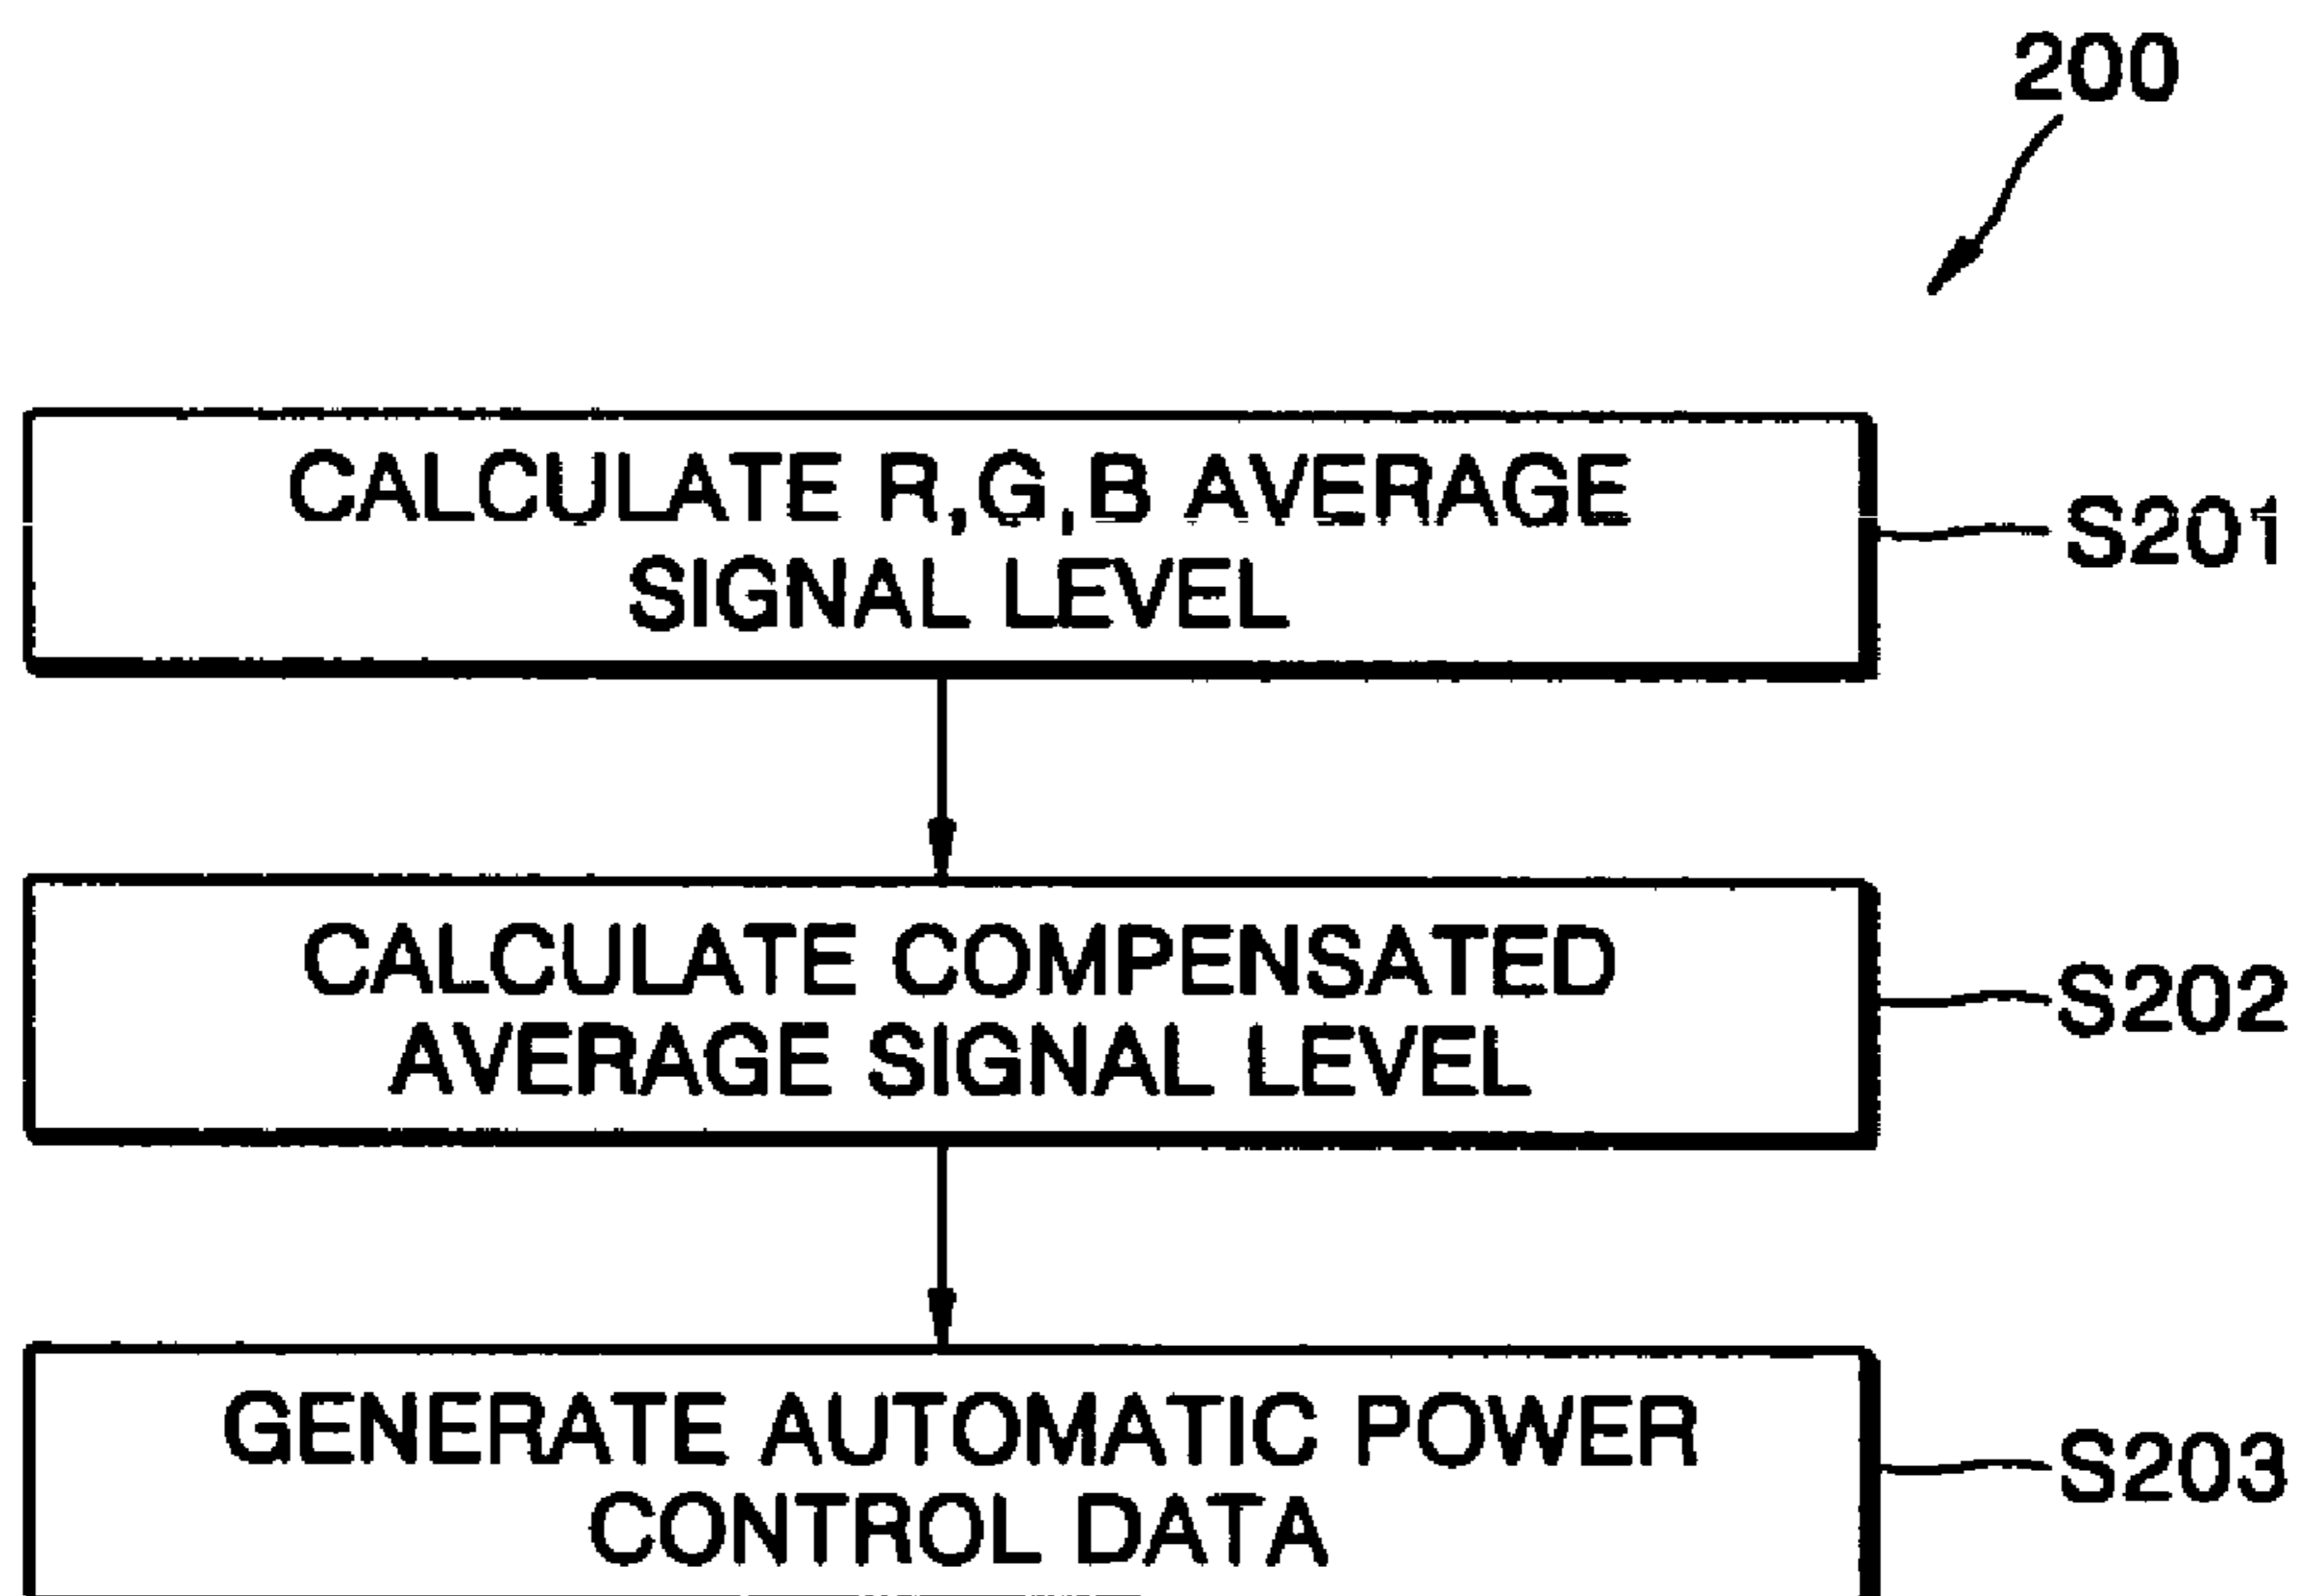 200
CALCULATE R,G,B AVERAGE
SIGNAL LEVEL
S201
CALCULATE COMPENSATED
AVERAGE SIGNAL LEVEL
S202
GENERATE AUTOMATIC POWER
CONTROL DATA
S203